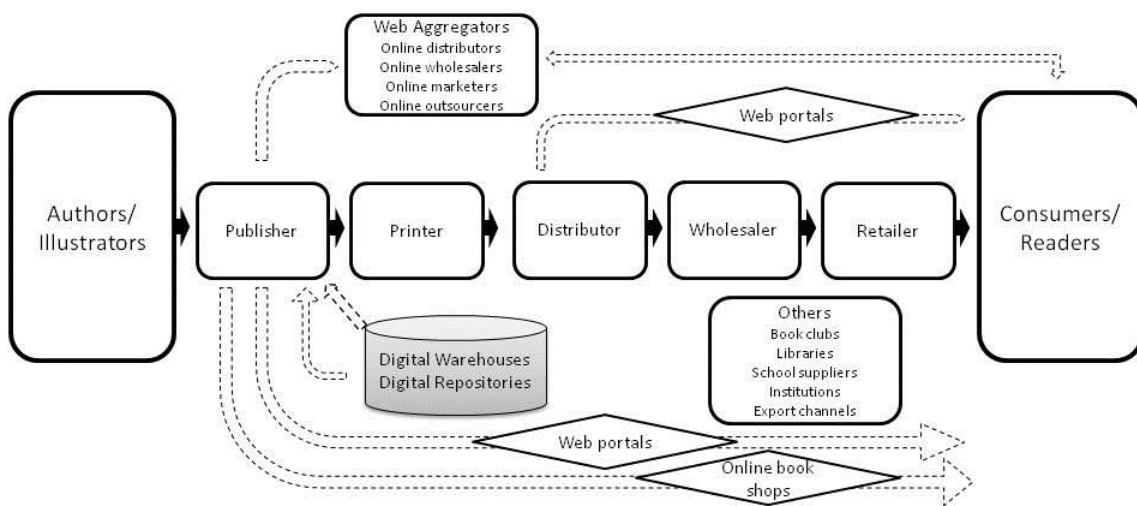 Web Aggregators
Online distributors
Online wholesalers
Online marketers
Online outsourcers
Web portals
Authors/
Illustrators
Publisher
Printer
Distributor
Wholesaler
Retailer
Consumers/
Readers
Digital Warehouses
Digital Repositories
Others
Book clubs
Libraries
School suppliers
Institutions
Export channels
Web portals
Online book
shops